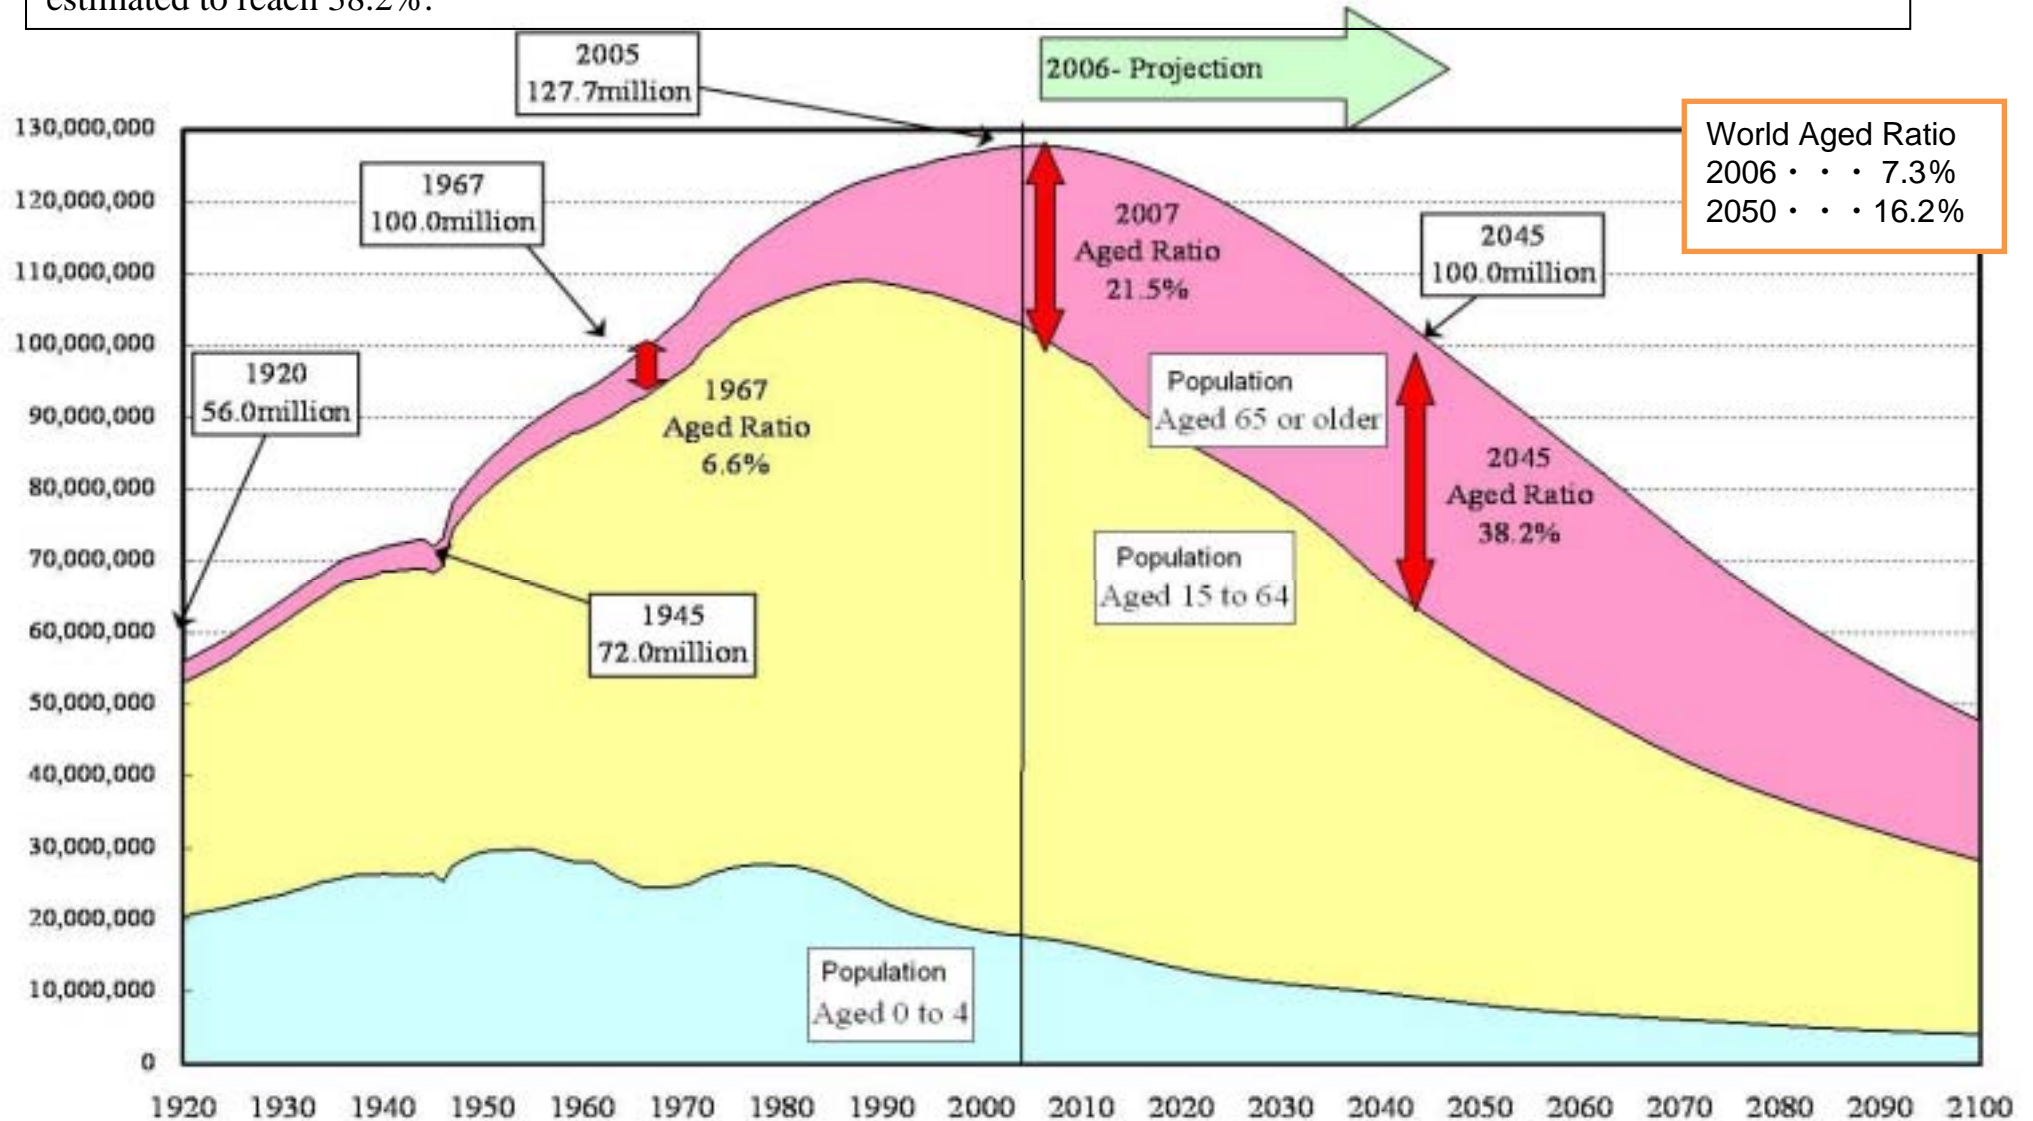 estimated to reach 38.2%.
2005
127.7million
2006- Projection
World Aged Ratio
2006・・・ 7.3%
2050・・・16.2%
1967
100.0million
2007
Aged Ratio
21.5%
2045
100.0million
1920
56.0million
1967
Aged Ratio
6.6%
Population
Aged 65 or older
2045
Aged Ratio
38.2%
Population
Aged 15 to 64
1945
72.0million
Population
Aged 0 to 4
130,000,000
120,000,000
110,000,000
100,000,000
90,000,000
80,000,000
70,000,000
60,000,000
50,000,000
40,000,000
30,000,000
20,000,000
10,000,000
0
1920 1930 1940 1950 1960 1970 1980 1990 2000 2010 2020 2030 2040 2050 2060 2070 2080 2090 2100